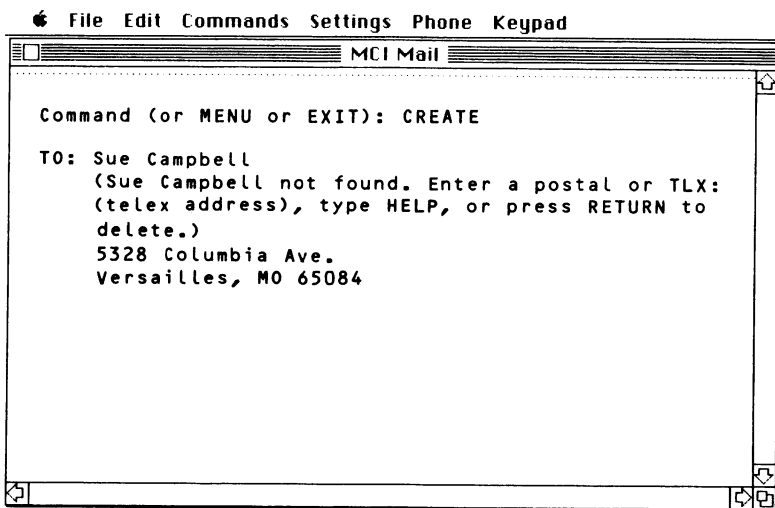 File Edit Commands Settings Phone Keypad
MCI Mail
Command (or MENU or EXIT): CREATE
TO: Sue Campbell
(Sue Campbell not found. Enter a postal or TLX:
(telex address), type HELP, or press RETURN to
delete.)
5328 Columbia Ave.
Versailles, MO 65084